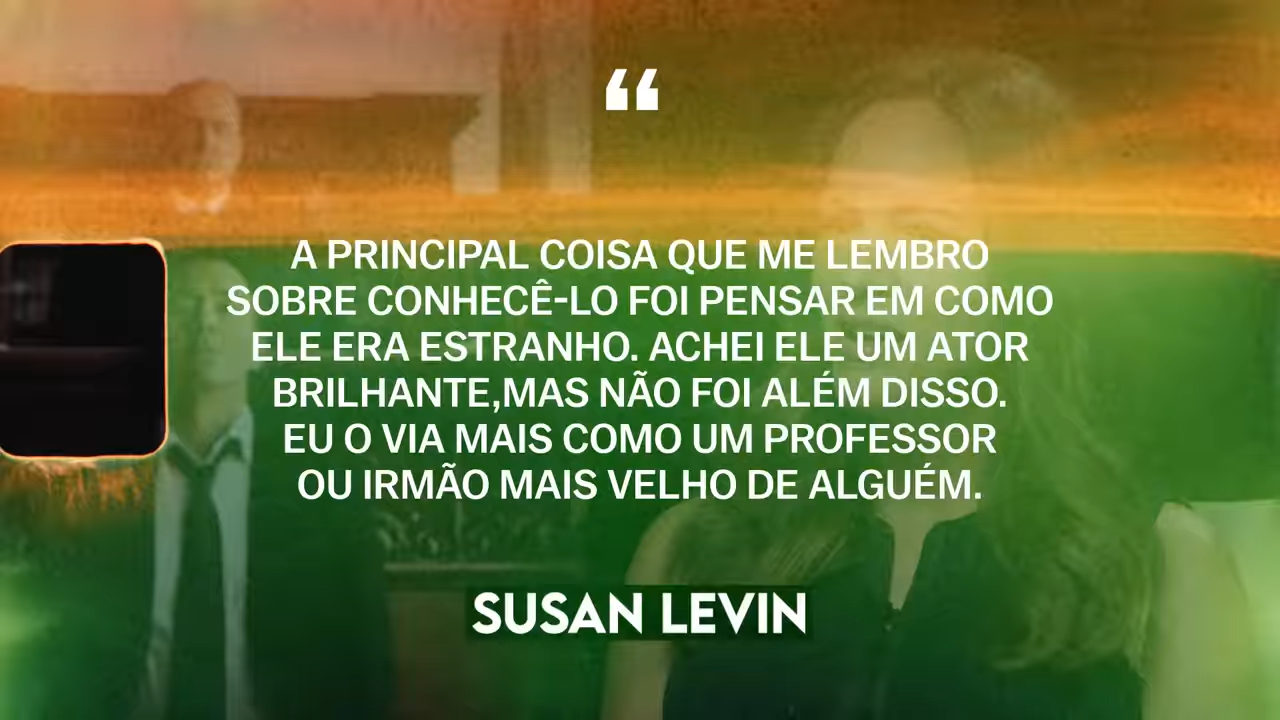 “
A PRINCIPAL COISA QUE ME LEMBRO
SOBRE CONHECÊ-LO FOI PENSAR EM COMO
ELE ERA ESTRANHO. ACHEI ELE UM ATOR
BRILHANTE,MAS NÃO FOI ALÉM DISSO.
EU O VIA MAIS COMO UM PROFESSOR
OU IRMÃO MAIS VELHO DE ALGUÉM.
SUSAN LEVIN